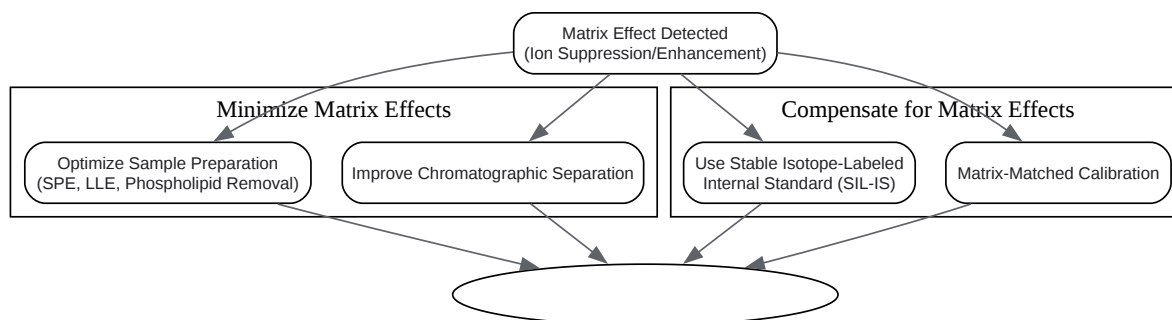 Matrix Effect Detected
(Ion Suppression/Enhancement)
Minimize Matrix Effects
Compensate for Matrix Effects
Optimize Sample Preparation
(SPE, LLE, Phospholipid Removal)
Improve Chromatographic Separation
Use Stable Isotope-Labeled
Internal Standard (SIL-IS)
Matrix-Matched Calibration